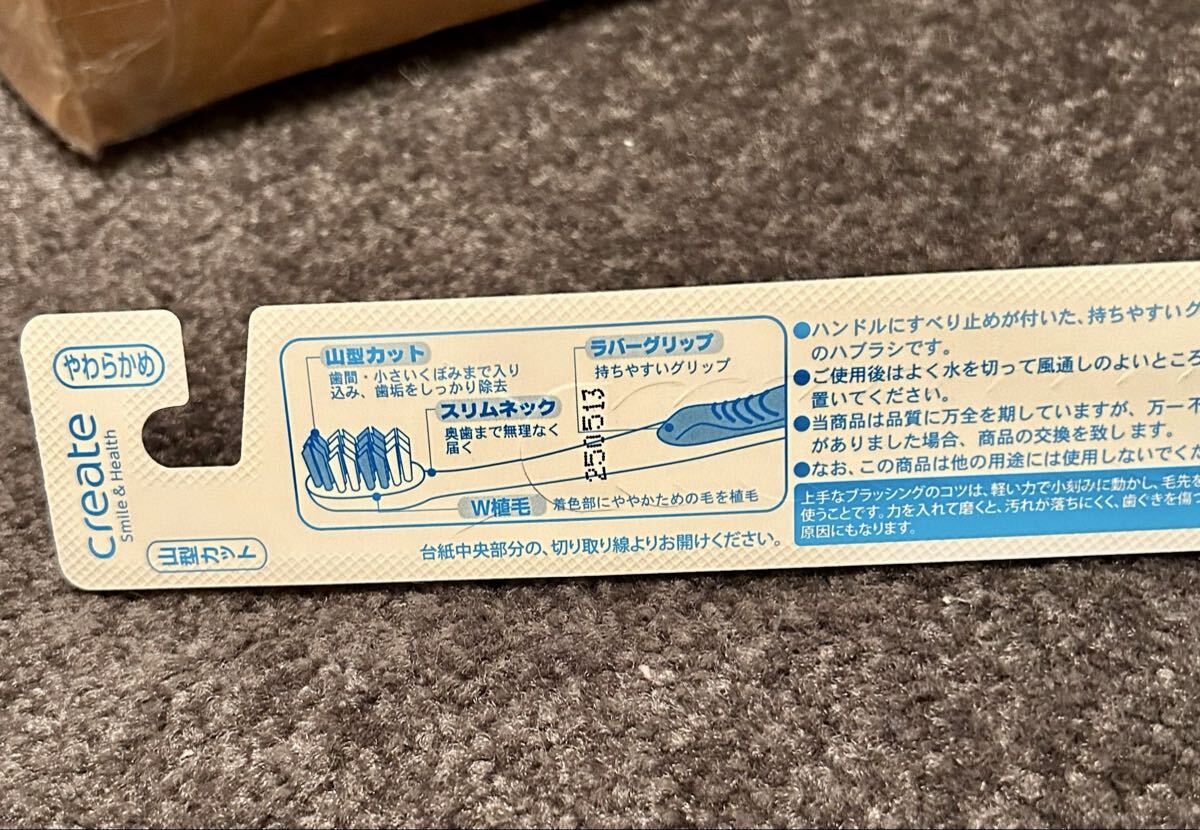 やわらかめ
create
Smile & Health
山型カット
山型カット
歯間・小さいくぼみまで入り
込み、歯垢をしっかり除去
スリムネック
奥歯まで無理なく
届く
ラバーグリップ
持ちやすいグリップ
250513
W植毛
着色部にややかための毛を植毛
台紙中央部分の、切り取り線よりお開けください。
●ハンドルにすべり止めが付いた、持ちやすいグ
のハブラシです。
●ご使用後はよく水を切って風通しのよいところ
置いてください。
●当商品は品質に万全を期していますが、万一不
がありました場合、商品の交換を致します。
●なお、この商品は他の用途には使用しないでくだ
上手なブラッシングのコツは、軽い力で小刻みに動かし、毛先を
使うことです。力を入れて磨くと、汚れが落ちにくく、歯ぐきを傷
原因にもなります。